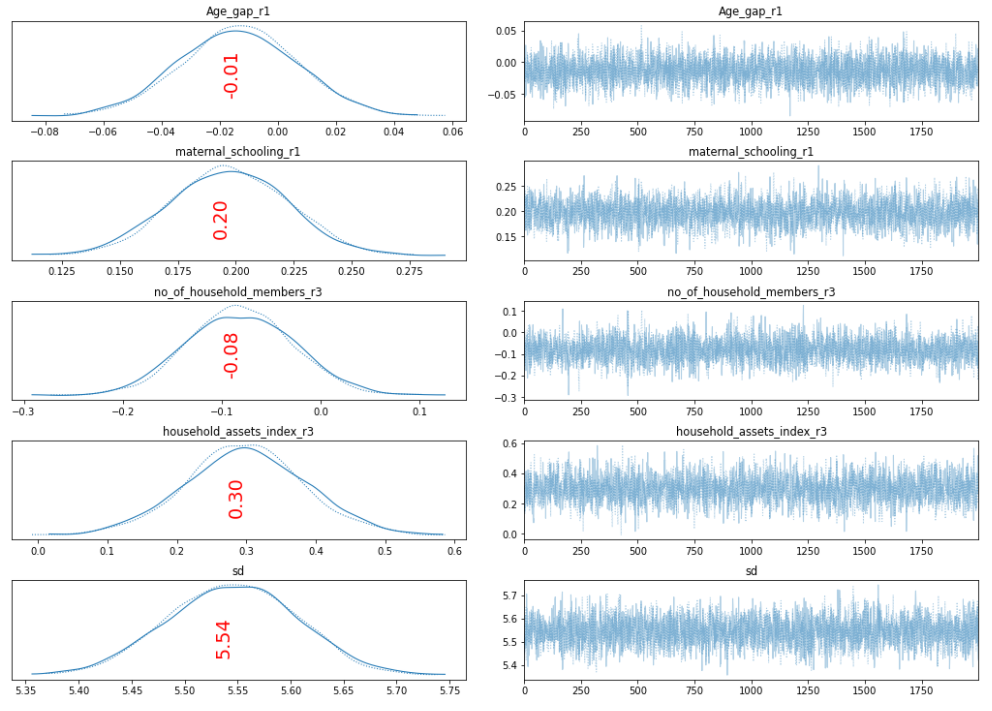 Age_gap_r1
-0.01
−0.08 −0.06 −0.04 −0.02 0.00 0.02 0.04 0.06
Age_gap_r1
0.05
0.00
−0.05
0 250 500 750 1000 1250 1500 1750
maternal_schooling_r1
0.20
0.125 0.150 0.175 0.200 0.225 0.250 0.275
maternal_schooling_r1
0.25
0.20
0.15
0 250 500 750 1000 1250 1500 1750
no_of_household_members_r3
-0.08
−0.3 −0.2 −0.1 0.0 0.1
no_of_household_members_r3
0.1
0.0
−0.1
−0.2
−0.3
0 250 500 750 1000 1250 1500 1750
household_assets_index_r3
0.30
0.0 0.1 0.2 0.3 0.4 0.5 0.6
household_assets_index_r3
0.6
0.4
0.2
0.0
0 250 500 750 1000 1250 1500 1750
sd
5.54
5.35 5.40 5.45 5.50 5.55 5.60 5.65 5.70 5.75
sd
5.7
5.6
5.5
5.4
0 250 500 750 1000 1250 1500 1750